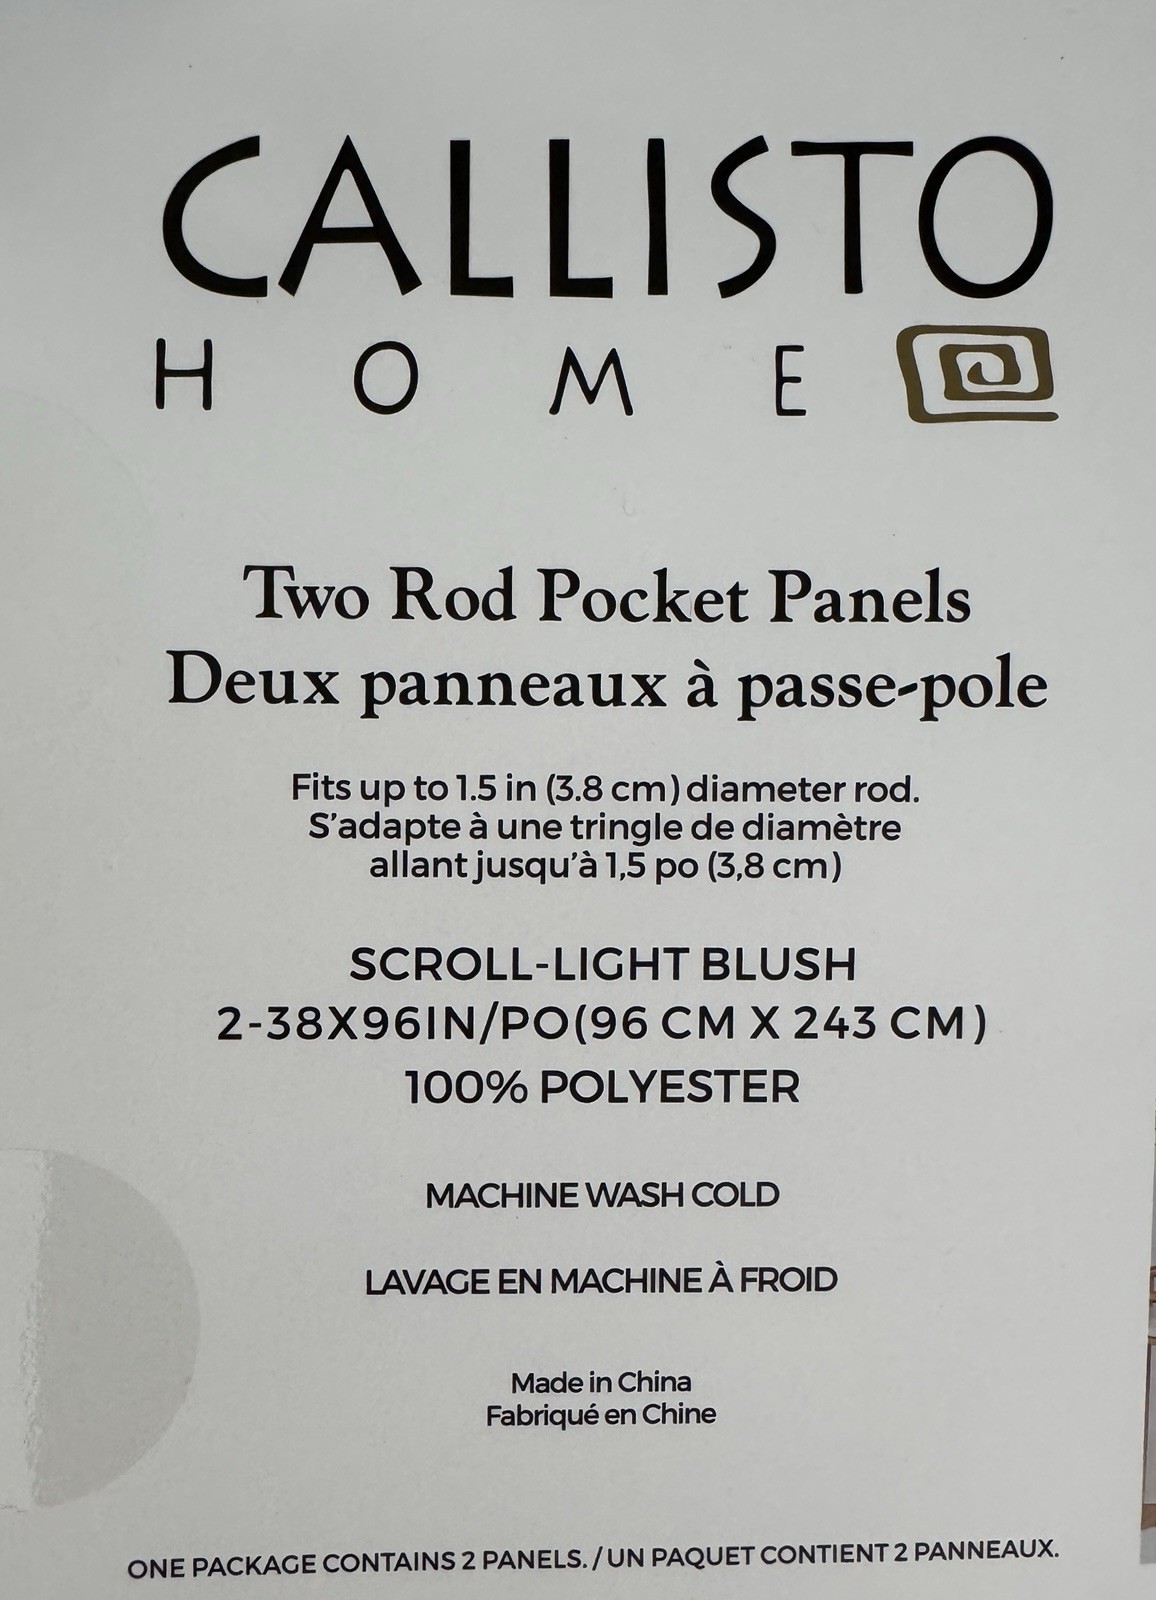 CALLISTO
HOME
Two Rod Pocket Panels
Deux panneaux à passe-pole
Fits up to 1.5 in (3.8 cm) diameter rod.
S'adapte à une tringle de diamètre
allant jusqu'à 1,5 po (3,8 cm)
SCROLL-LIGHT BLUSH
2-38X96IN/PO(96 CM X 243 CM)
100% POLYESTER
MACHINE WASH COLD
LAVAGE EN MACHINE À FROID
Made in China
Fabriqué en Chine
ONE PACKAGE CONTAINS 2 PANELS. / UN PAQUET CONTIENT 2 PANNEAUX.